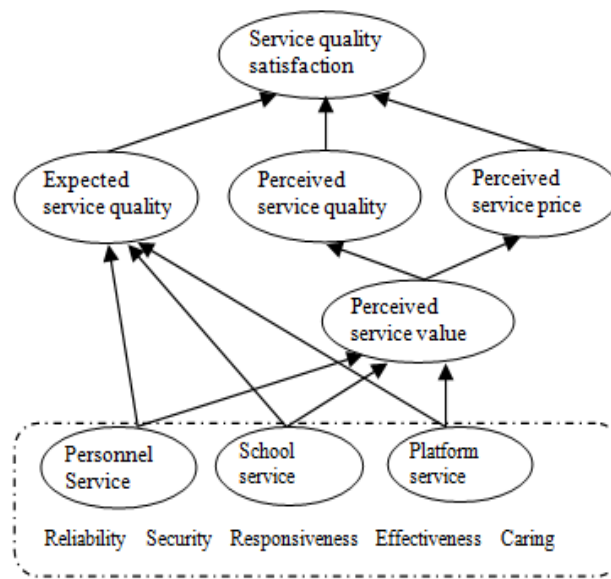 Service quality
satisfaction
Expected
service quality
Perceived
service quality
Perceived
service price
Perceived
service value
Personnel
Service
School
service
Platform
service
Reliability Security Responsiveness Effectiveness Caring